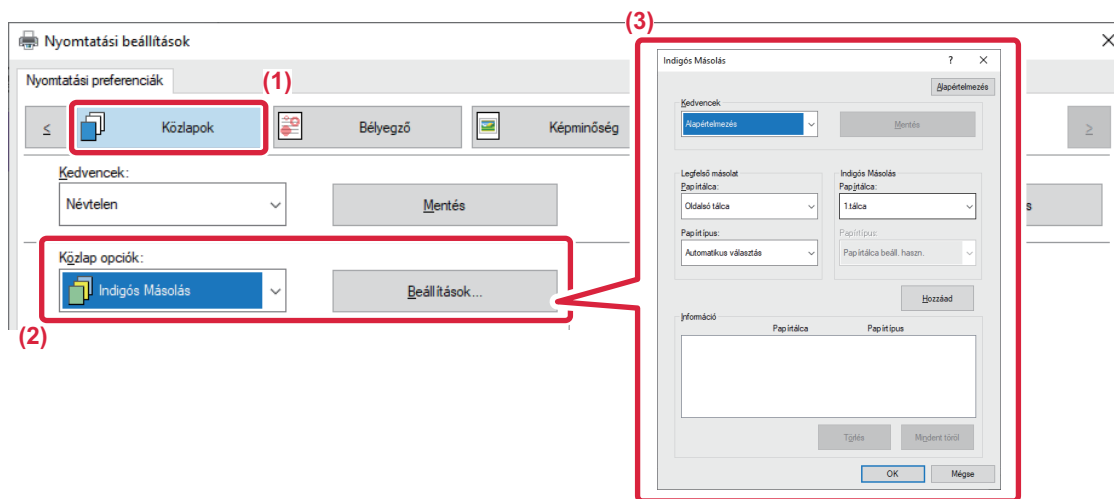 (3)
Nyomtatási beállítások
Nyomtatási preferenciák
(1)
<
Közlapok
Bélyegző
Képminőség
>
Kedvencek:
Névtelen
Mentés
s
Közlap opciók:
Indigós Másolás
Beállítások...
(2)
Indigós Másolás
?
Alapértelmezés
Kedvencek
Alapértelmezés
Mentés
Legfelső másolat
Papírtálca:
Oldalsó tálca
Papírtípus:
Automatikus választás
Indigós Másolás
Papírtálca:
1.tálca
Papírtípus:
Papírtálca beáll. haszn.
Hozzáad
Információ
Papírtálca Papírtípus
Törlés
Mindent töröl
OK
Mégse